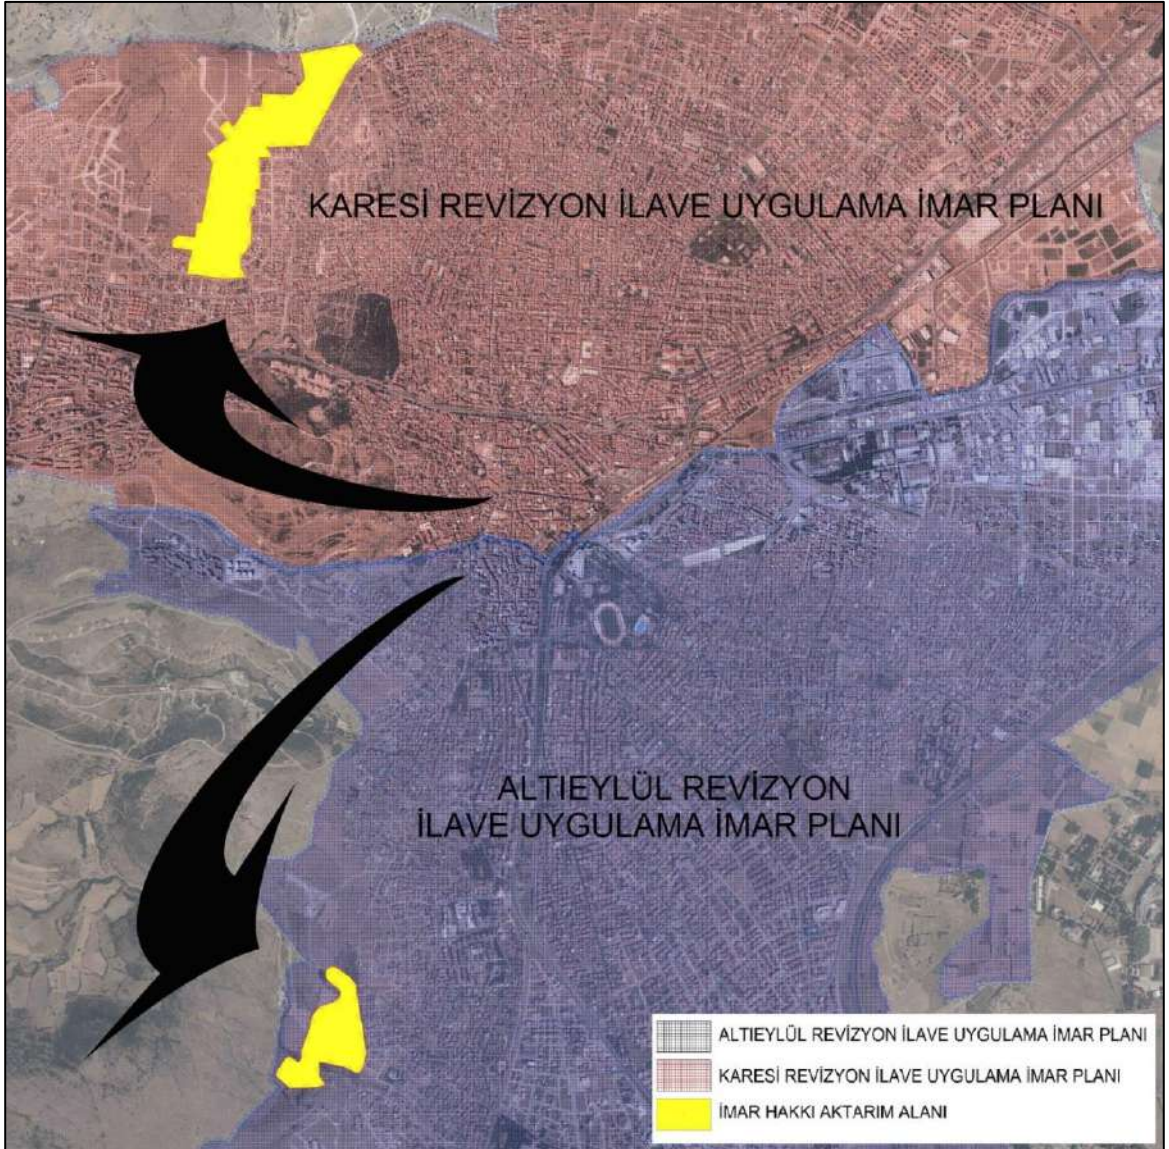 KARESİ REVİZYON İLAVE UYGULAMA İMAR PLANI
ALTIEYLÜL REVİZYON
İLAVE UYGULAMA İMAR PLANI
ALTIEYLÜL REVİZYON İLAVE UYGULAMA İMAR PLANI
KARESİ REVİZYON İLAVE UYGULAMA İMAR PLANI
İMAR HAKKI AKTARIM ALANI